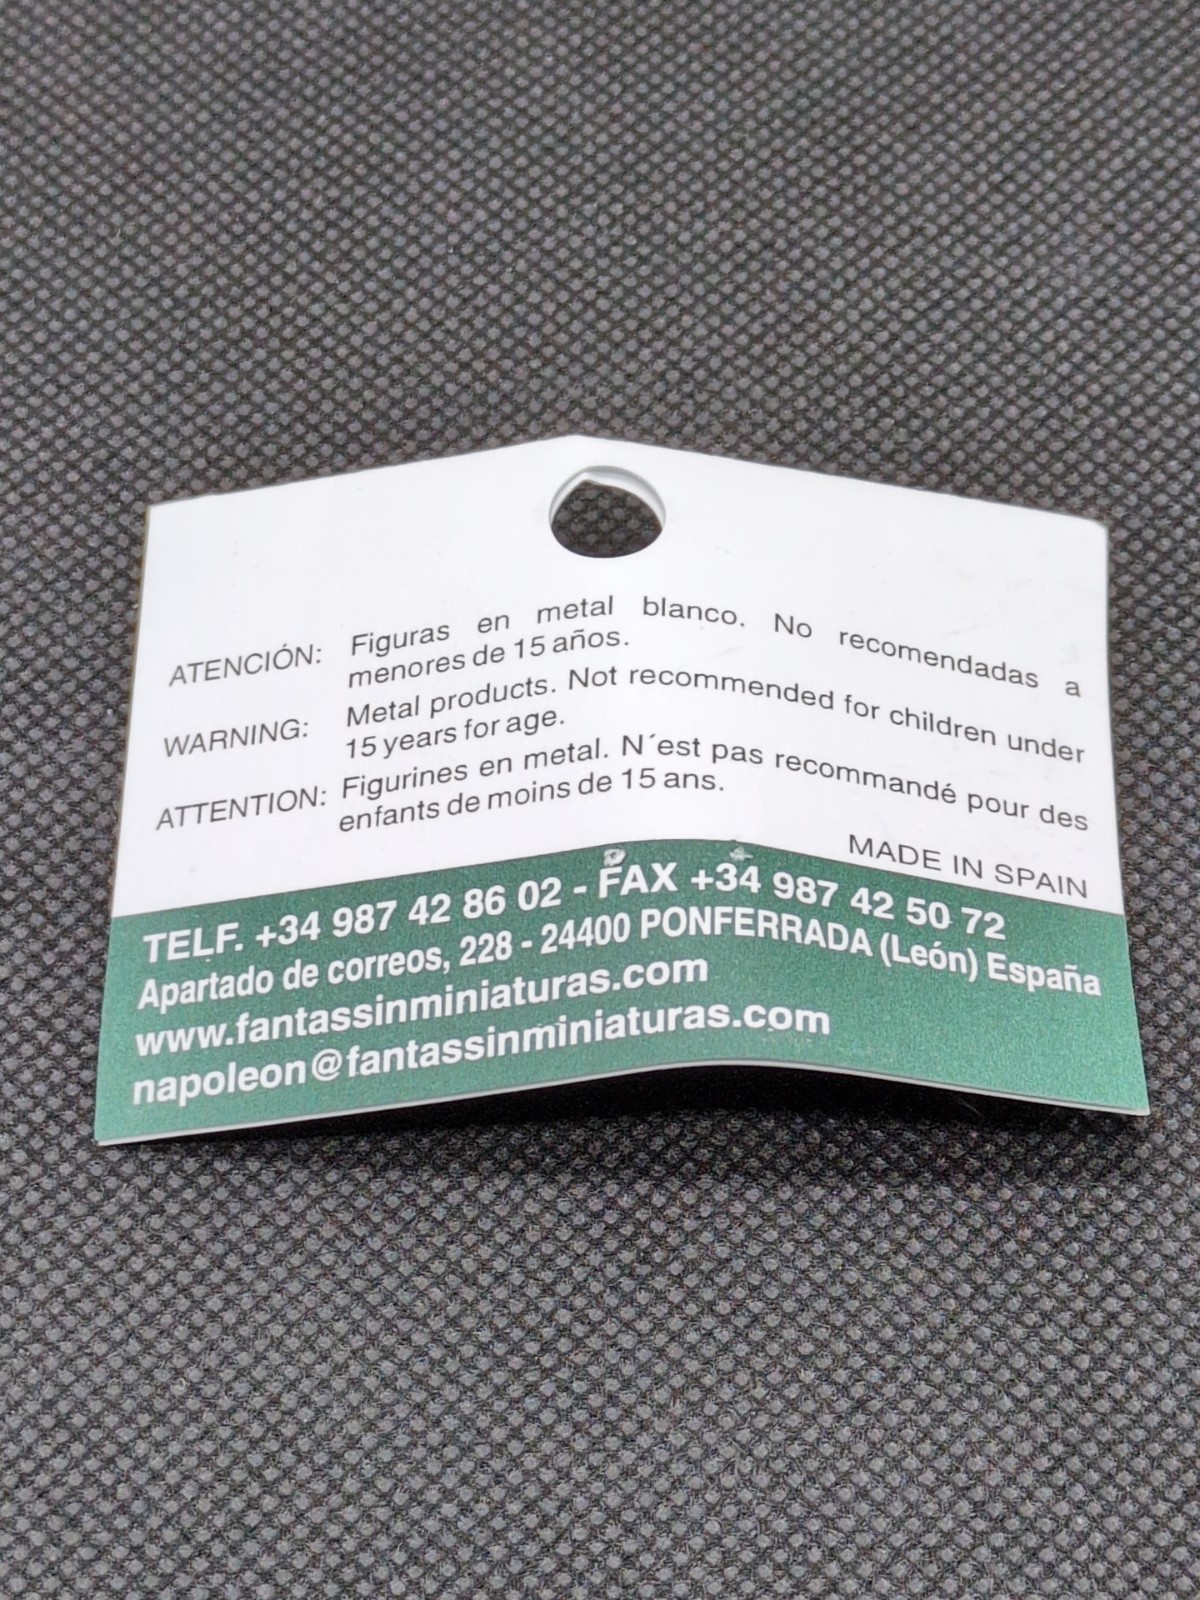 ATENCIÓN: Figuras en metal blanco. No recomendadas a
menores de 15 años.
WARNING: Metal products. Not recommended for children under
15 years for age.
ATTENTION: Figurines en metal. N´est pas recommandé pour des
enfants de moins de 15 ans.
MADE IN SPAIN
TELF. +34 987 42 86 02 - FAX +34 987 42 50 72
Apartado de correos, 228 - 24400 PONFERRADA (León) España
www.fantassinminiaturas.com
napoleon@fantassinminiaturas.com